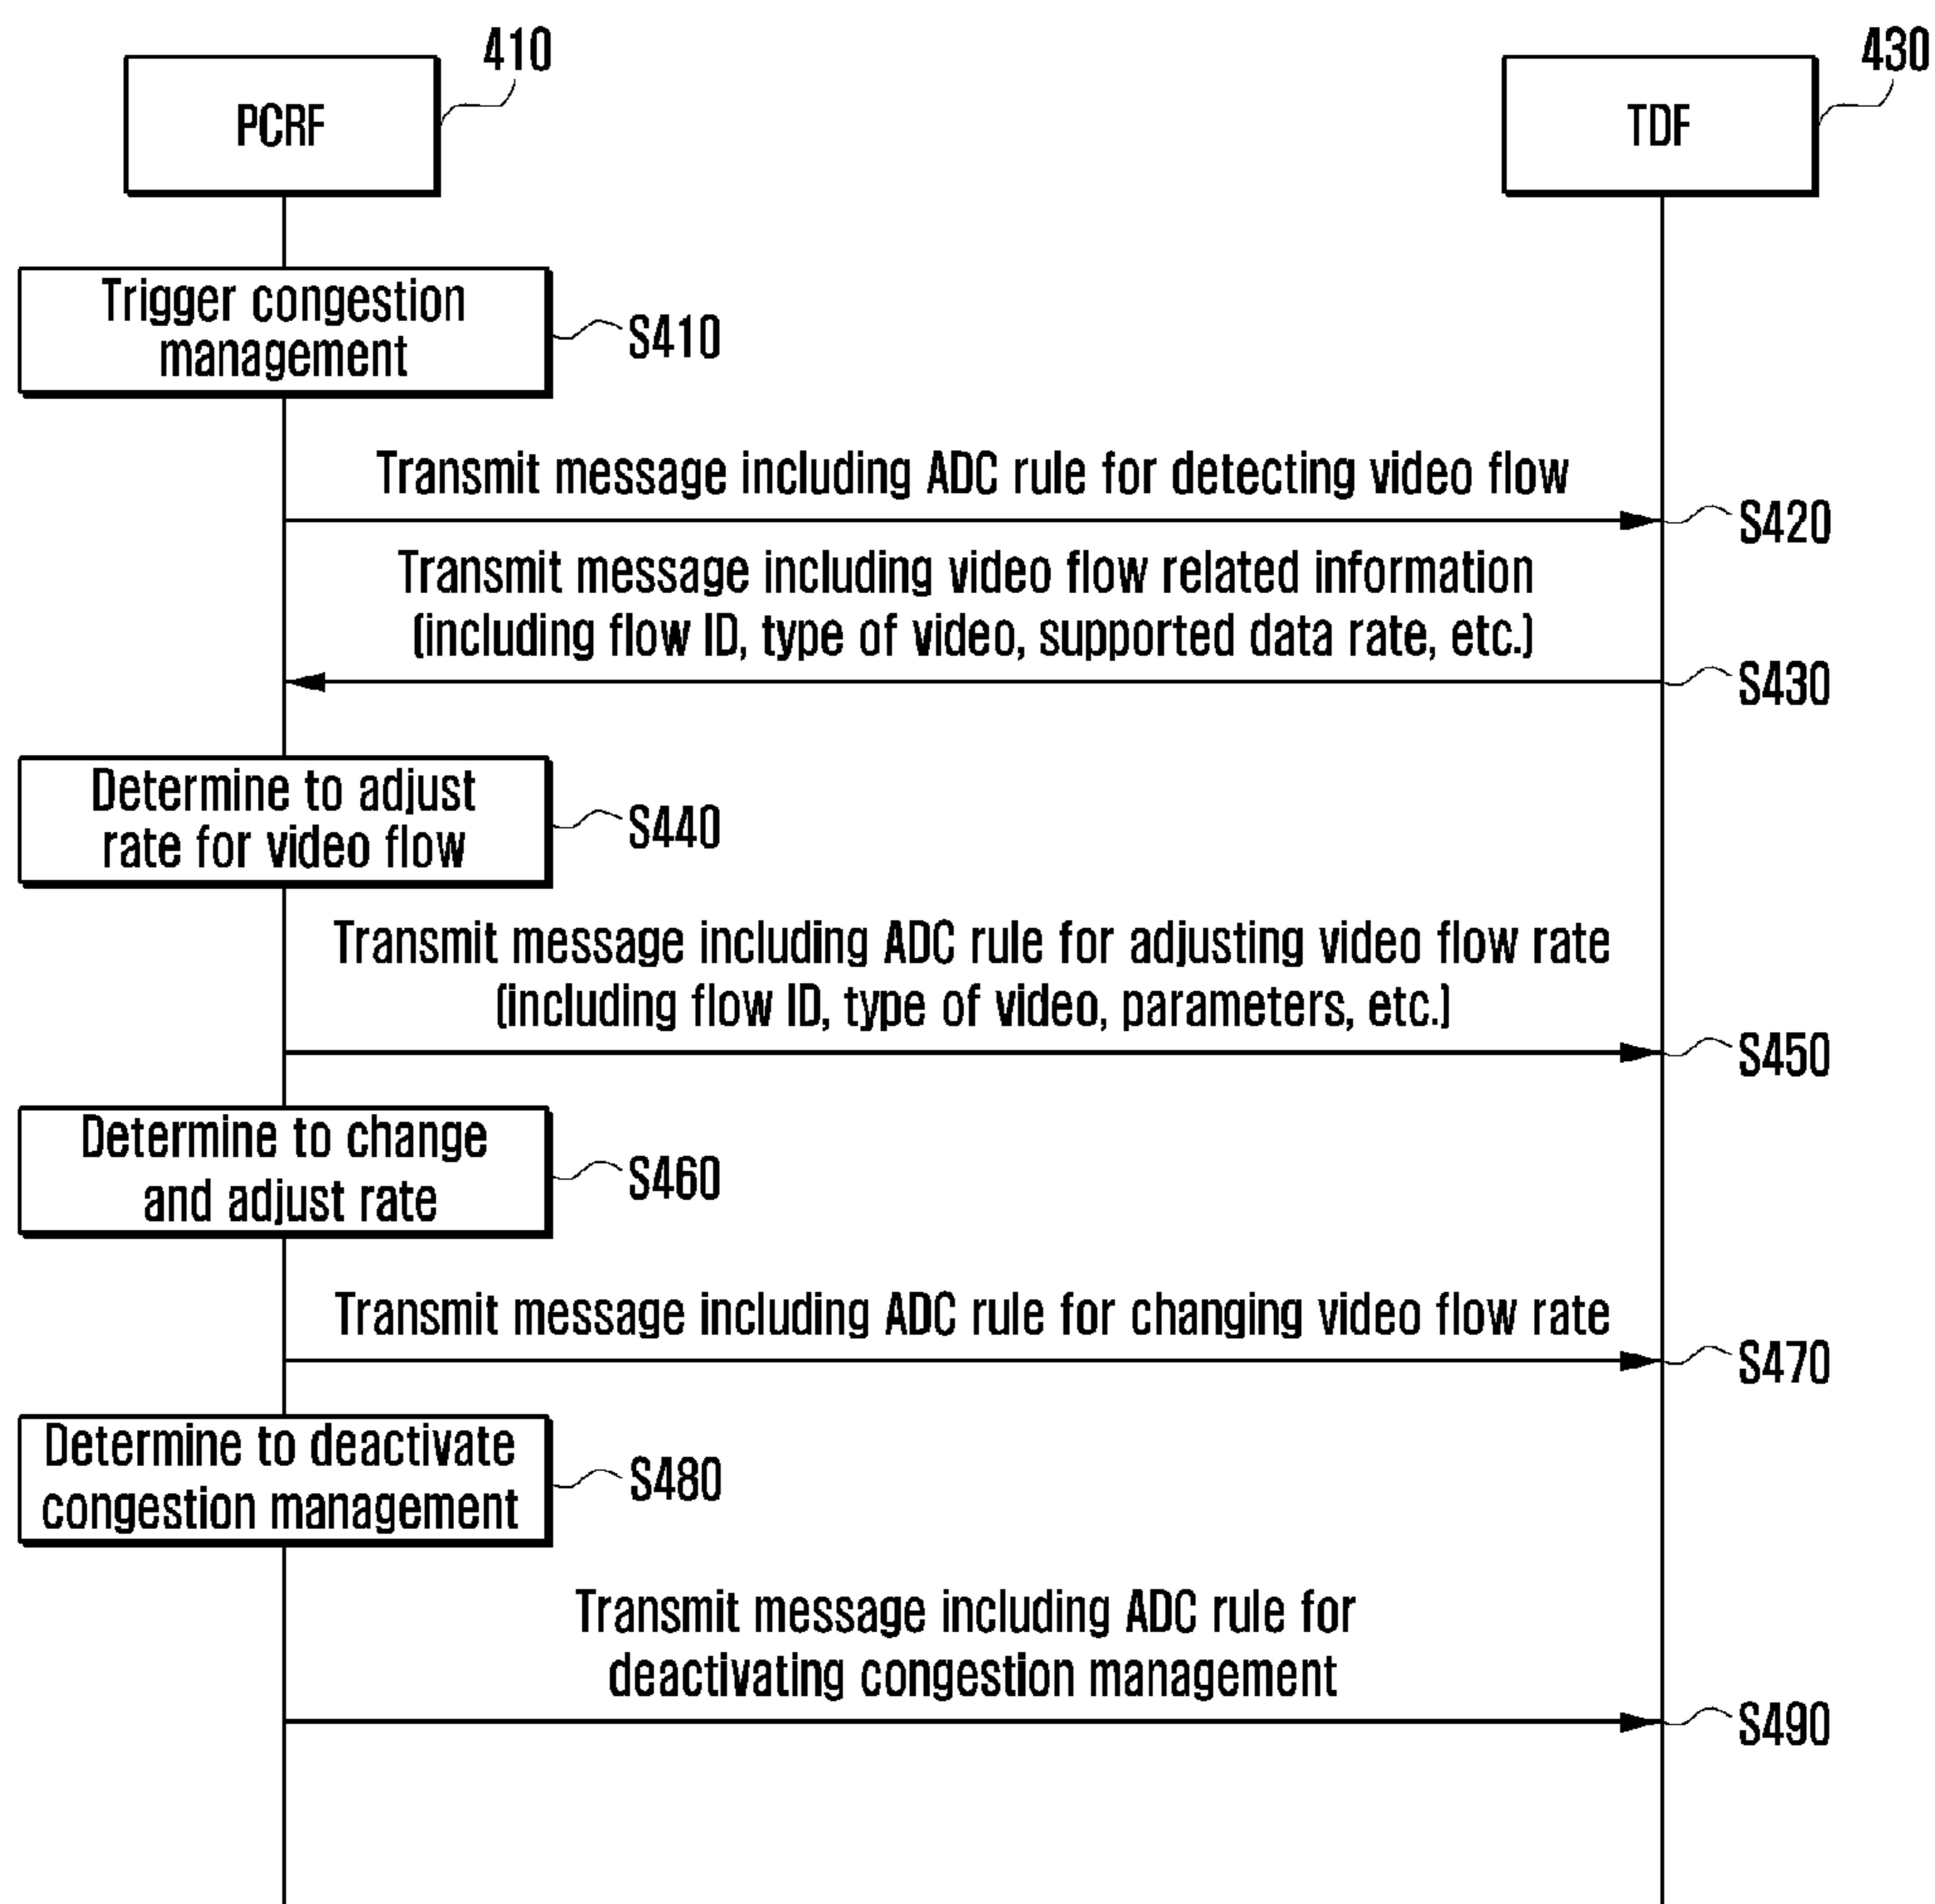 410
430
PCRF
TDF
Trigger congestion
management
S410
Transmit message including ADC rule for detecting video flow
S420
Transmit message including video flow related information
(including flow ID, type of video, supported data rate, etc.)
S430
Determine to adjust
rate for video flow
S440
Transmit message including ADC rule for adjusting video flow rate
(including flow ID, type of video, parameters, etc.)
S450
Determine to change
and adjust rate
S460
Transmit message including ADC rule for changing video flow rate
S470
Determine to deactivate
congestion management
S480
Transmit message including ADC rule for
deactivating congestion management
S490